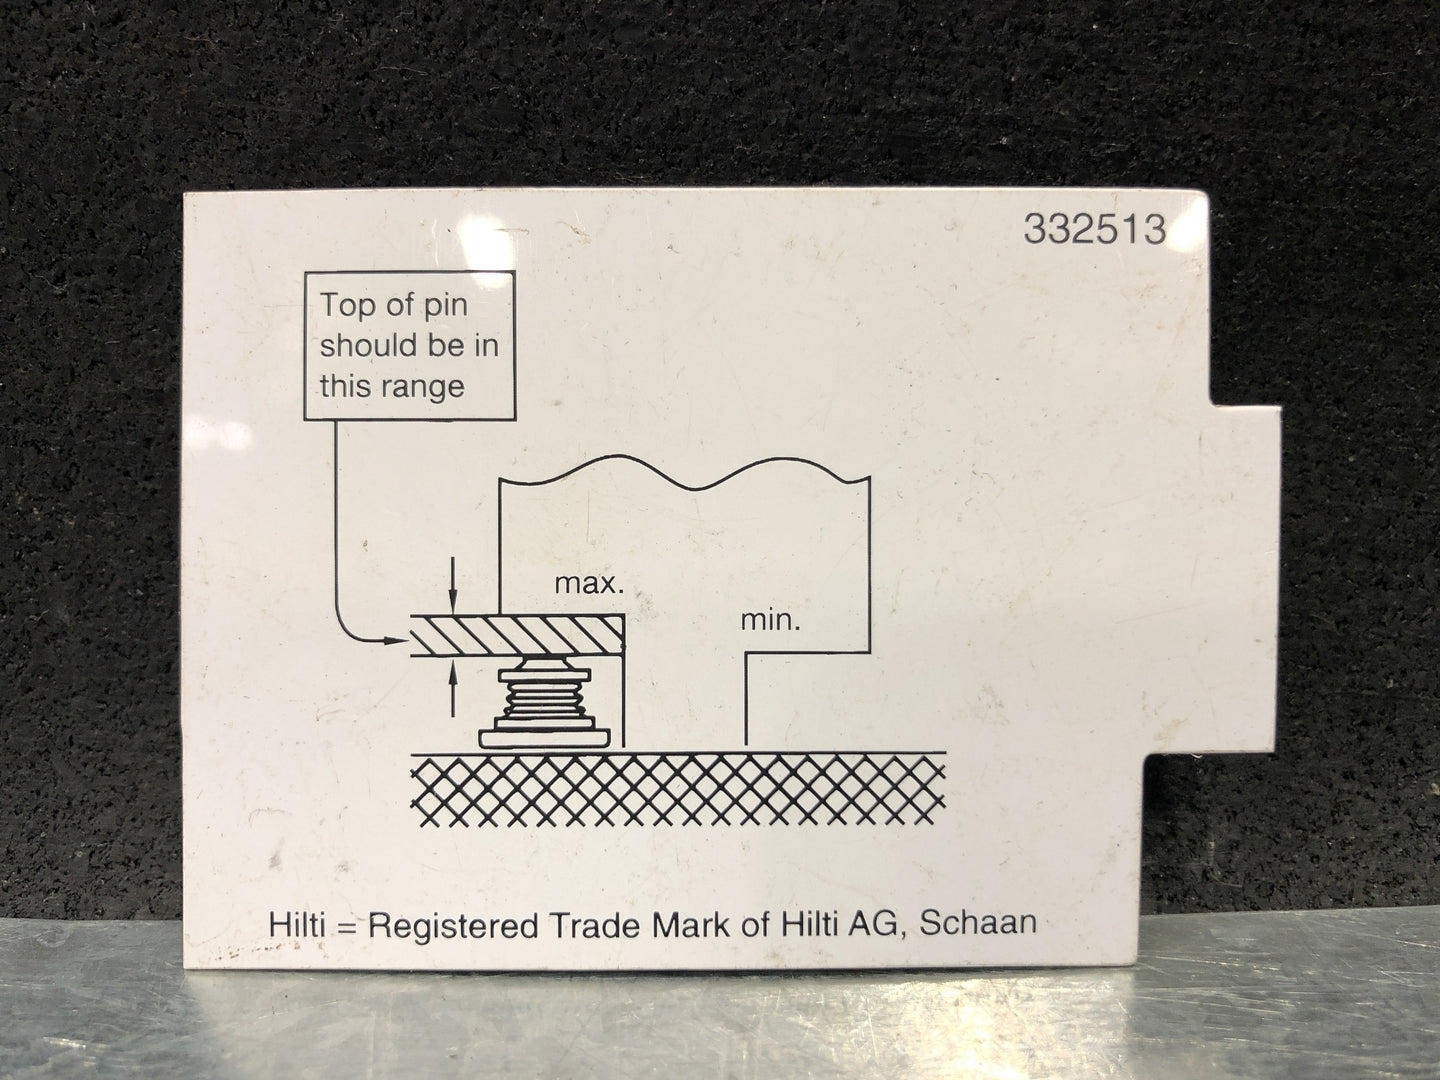 332513
Top of pin
should be in
this range
max.
min.
Hilti = Registered Trade Mark of Hilti AG, Schaan